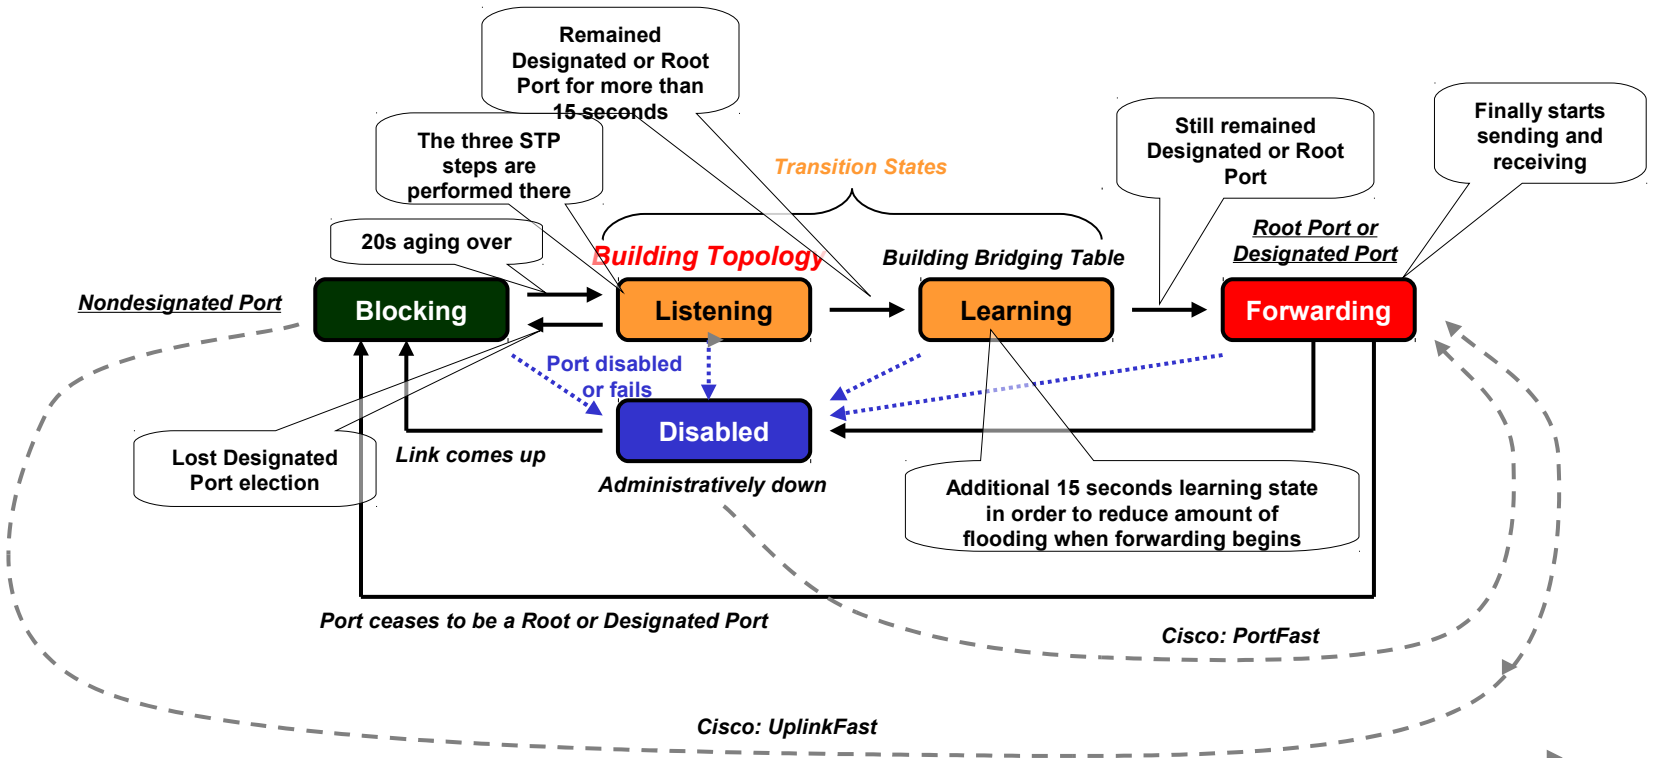 Remained
Designated or Root
Port for more than
15 seconds
The three STP
steps are
performed there
20s aging over
Transition States
Still remained
Designated or Root
Port
Finally starts
sending and
receiving
Building Topology
Building Bridging Table
Root Port or
Designated Port
Nondesignated Port
Blocking
Listening
Learning
Forwarding
Port disabled
or fails
Disabled
Administratively down
Link comes up
Lost Designated
Port election
Additional 15 seconds learning state
in order to reduce amount of
flooding when forwarding begins
Port ceases to be a Root or Designated Port
Cisco: PortFast
Cisco: UplinkFast